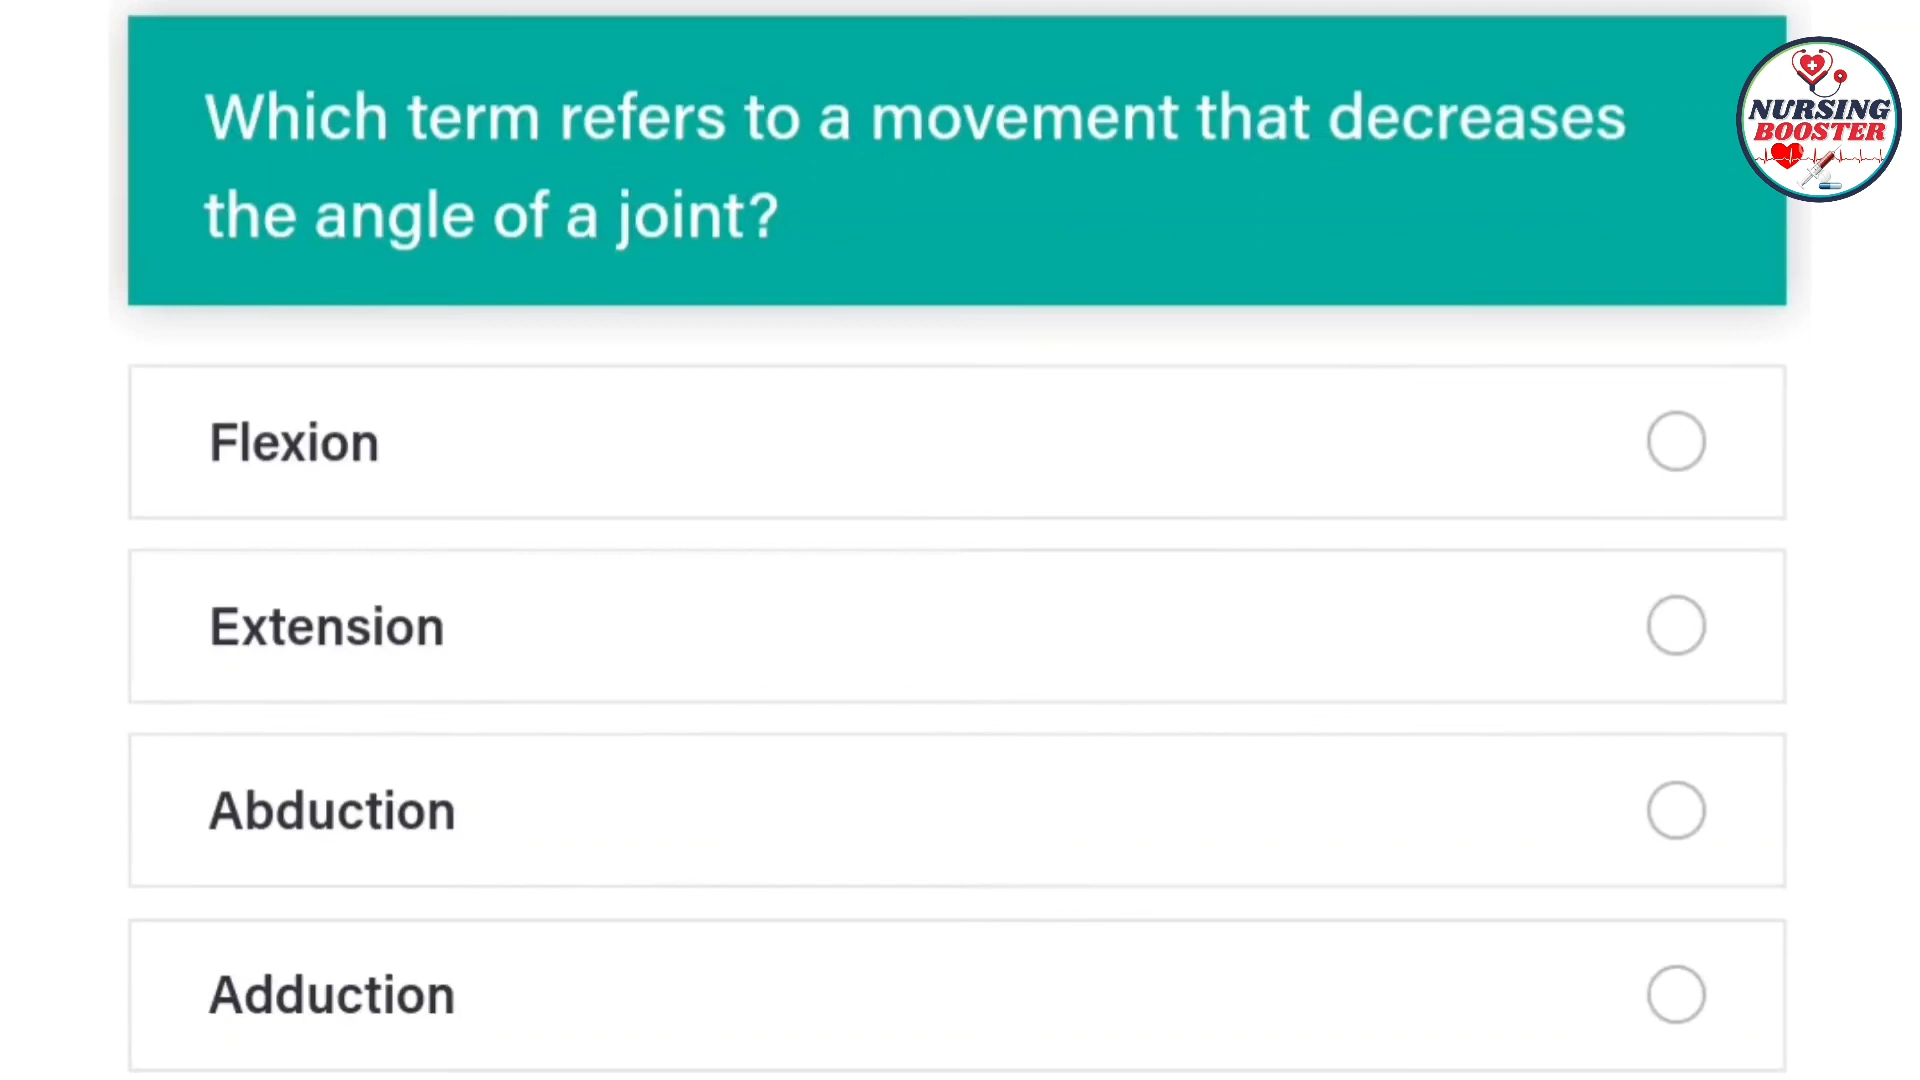 Which term refers to a movement that decreases
the angle of a joint?
NURSING
BOOSTER
Flexion
Extension
Abduction
Adduction